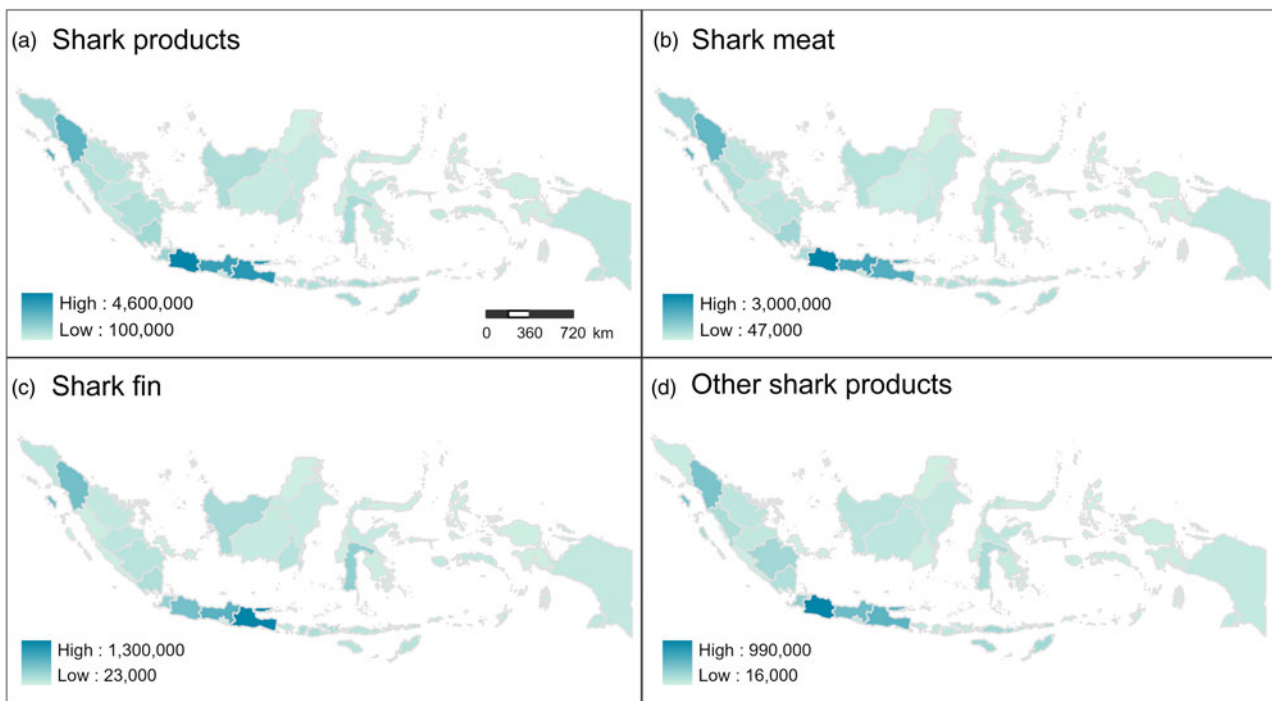 (a) Shark products
High : 4,600,000
Low : 100,000
0 360 720 km
(b) Shark meat
High : 3,000,000
Low : 47,000
(c) Shark fin
High : 1,300,000
Low : 23,000
(d) Other shark products
High : 990,000
Low : 16,000